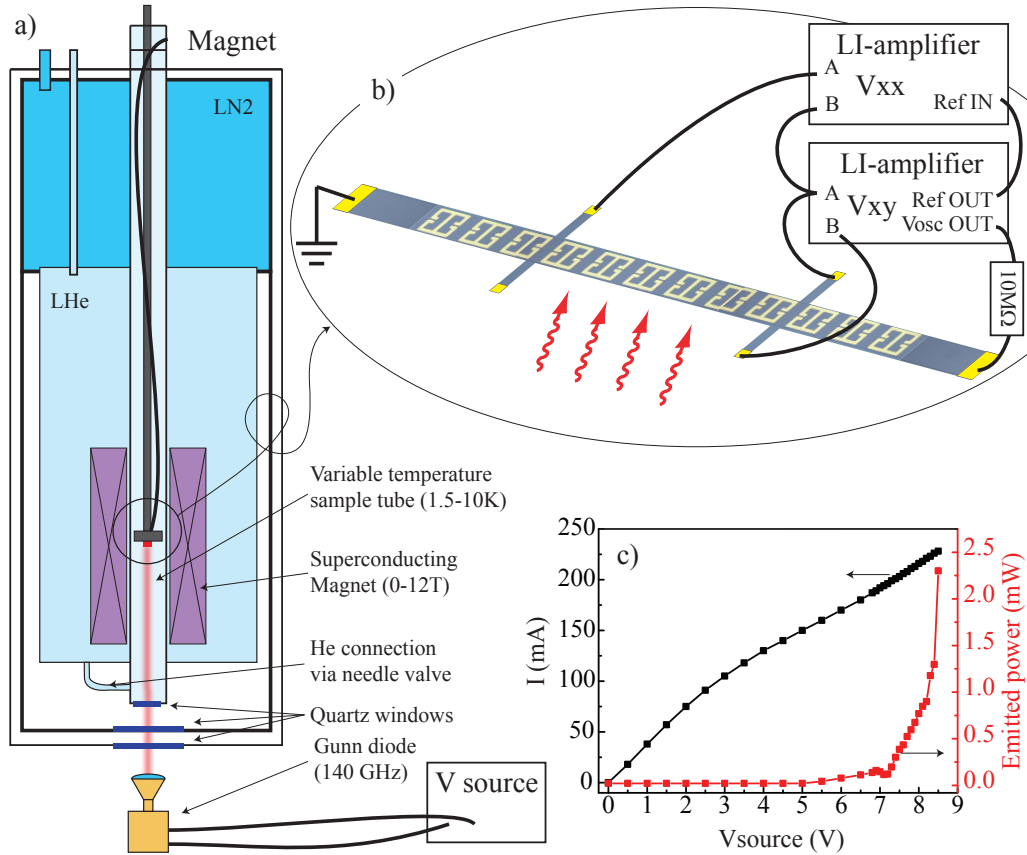 a)
Magnet
LN2
LHe
Variable temperature
sample tube (1.5-10K)
Superconducting
Magnet (0-12T)
He connection
via needle valve
Quartz windows
Gunn diode
(140 GHz)
V source
b)
LI-amplifier
A
Vxx
B
Ref IN
LI-amplifier
A
Vxy
Ref OUT
B
Vosc OUT
10MΩ
c)
250
200
150
100
50
0
I (mA)
0 1 2 3 4 5 6 7 8 9
Vsource (V)
2.5
2.0
1.5
1.0
0.5
0.0
Emitted power (mW)